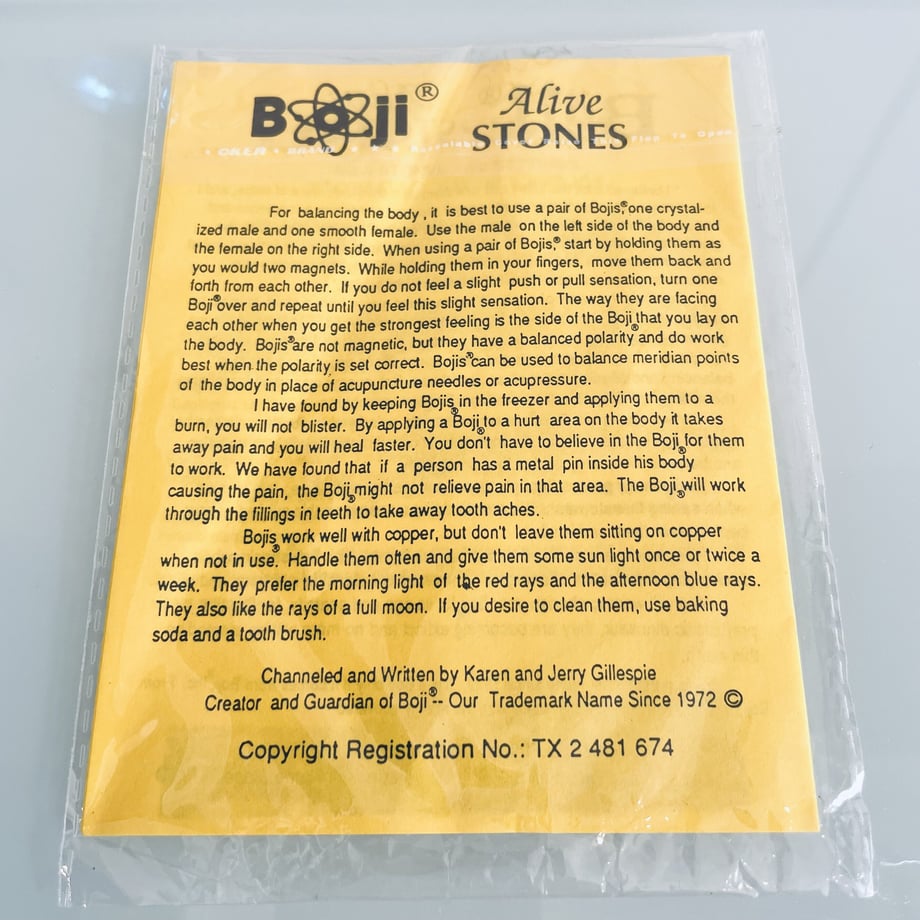 Boji® Alive
STONES
OKER BRAND
To Open
For balancing the body , it is best to use a pair of Bojis,® one crystal-
ized male and one smooth female. Use the male on the left side of the body and
the female on the right side. When using a pair of Bojis,® start by holding them as
you would two magnets. While holding them in your fingers, move them back and
forth from each other. If you do not feel a slight push or pull sensation, turn one
Boji® over and repeat until you feel this slight sensation. The way they are facing
each other when you get the strongest feeling is the side of the Boji® that you lay on
the body. Bojis® are not magnetic, but they have a balanced polarity and do work
best when the polarity is set correct. Bojis® can be used to balance meridian points
of the body in place of acupuncture needles or acupressure.
I have found by keeping Bojis® in the freezer and applying them to a
burn, you will not blister. By applying a Boji® to a hurt area on the body it takes
away pain and you will heal faster. You don't have to believe in the Boji® for them
to work. We have found that if a person has a metal pin inside his body
causing the pain, the Boji® might not relieve pain in that area. The Boji® will work
through the fillings in teeth to take away tooth aches.
Bojis® work well with copper, but don't leave them sitting on copper
when not in use. Handle them often and give them some sun light once or twice a
week. They prefer the morning light of the red rays and the afternoon blue rays.
They also like the rays of a full moon. If you desire to clean them, use baking
soda and a tooth brush.
Channeled and Written by Karen and Jerry Gillespie
Creator and Guardian of Boji®-- Our Trademark Name Since 1972 ©
Copyright Registration No.: TX 2 481 674